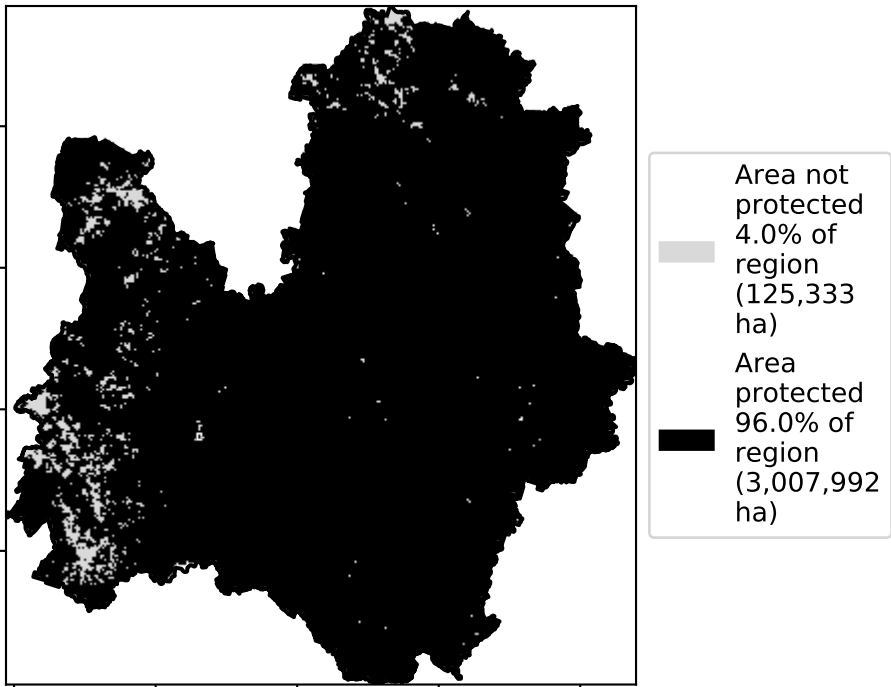 Area not
protected
4.0% of
region
(125,333
ha)
Area
protected
96.0% of
region
(3,007,992
ha)